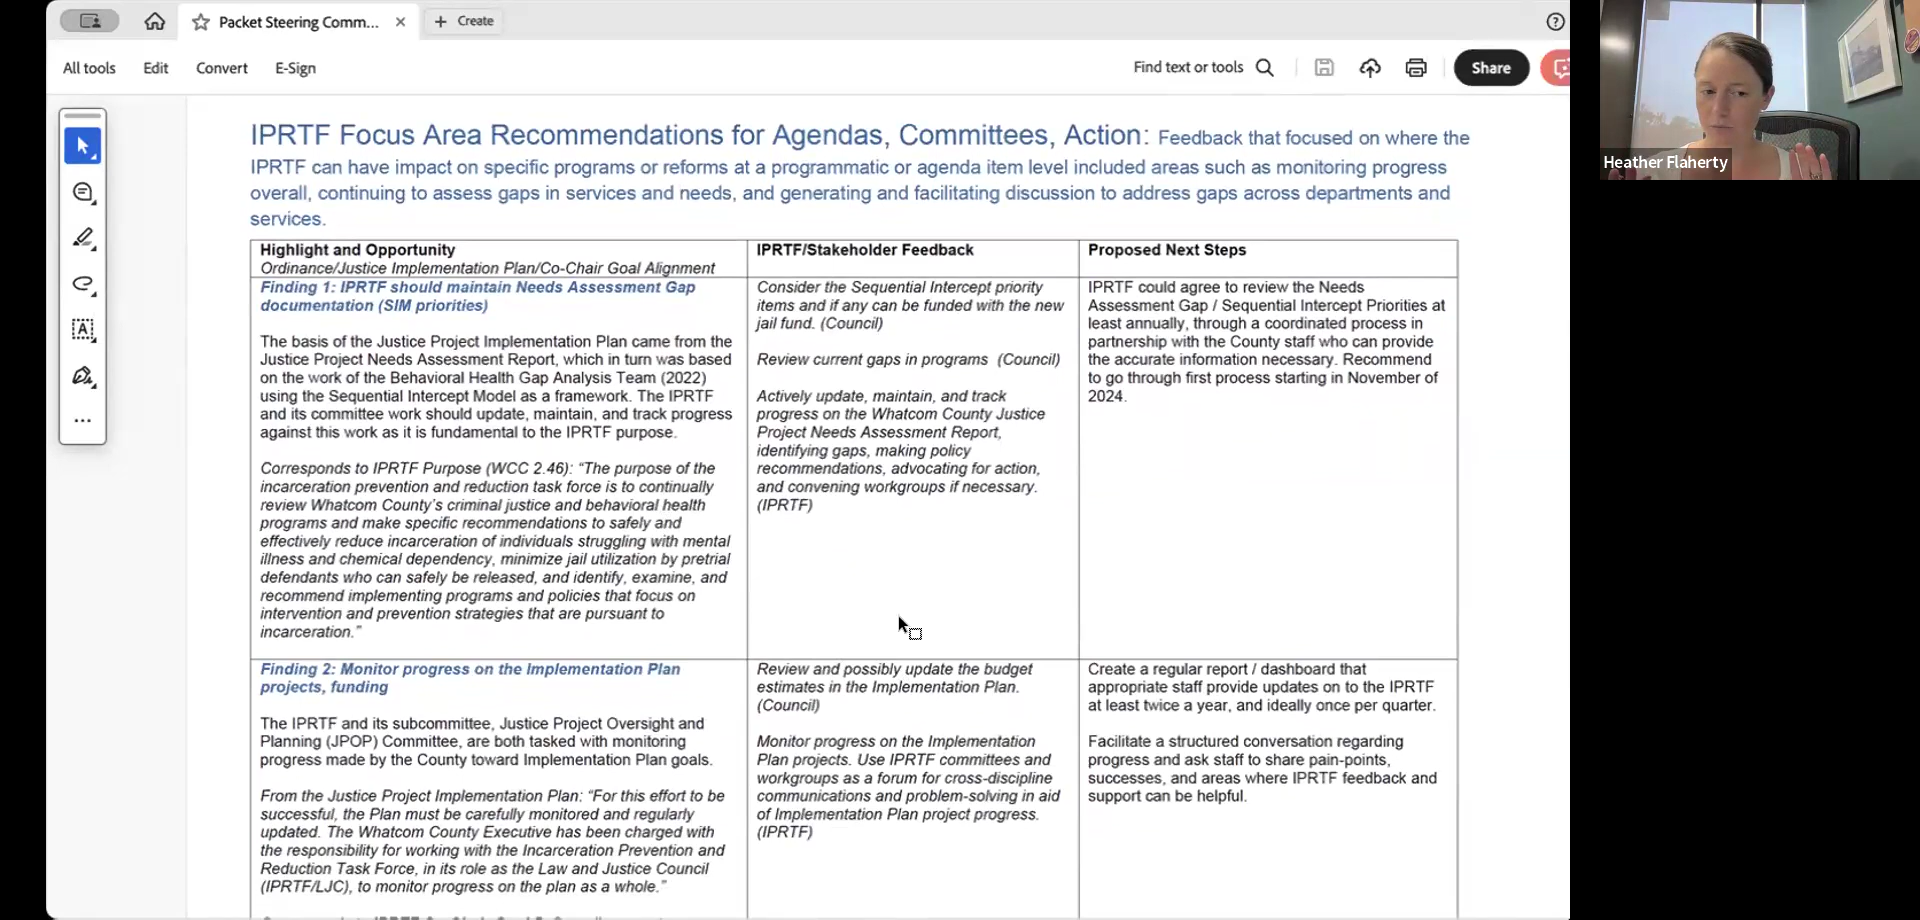 Packet Steering Comm...
Create
All tools
Edit
Convert
E-Sign
Find text or tools
Share
Heather Flaherty
IPRTF Focus Area Recommendations for Agendas, Committees, Action: Feedback that focused on where the
IPRTF can have impact on specific programs or reforms at a programmatic or agenda item level included areas such as monitoring progress
overall, continuing to assess gaps in services and needs, and generating and facilitating discussion to address gaps across departments and
services.
Highlight and Opportunity
Ordinance/Justice Implementation Plan/Co-Chair Goal Alignment
IPRTF/Stakeholder Feedback
Proposed Next Steps
Finding 1: IPRTF should maintain Needs Assessment Gap
documentation (SIM priorities)
The basis of the Justice Project Implementation Plan came from the
Justice Project Needs Assessment Report, which in turn was based
on the work of the Behavioral Health Gap Analysis Team (2022)
using the Sequential Intercept Model as a framework. The IPRTF
and its committee work should update, maintain, and track progress
against this work as it is fundamental to the IPRTF purpose.
Corresponds to IPRTF Purpose (WCC 2.46): “The purpose of the
incarceration prevention and reduction task force is to continually
review Whatcom County’s criminal justice and behavioral health
programs and make specific recommendations to safely and
effectively reduce incarceration of individuals struggling with mental
illness and chemical dependency, minimize jail utilization by pretrial
defendants who can safely be released, and identify, examine, and
recommend implementing programs and policies that focus on
intervention and prevention strategies that are pursuant to
incarceration.”
Consider the Sequential Intercept priority
items and if any can be funded with the new
jail fund. (Council)
Review current gaps in programs (Council)
Actively update, maintain, and track
progress on the Whatcom County Justice
Project Needs Assessment Report,
identifying gaps, making policy
recommendations, advocating for action,
and convening workgroups if necessary.
(IPRTF)
IPRTF could agree to review the Needs
Assessment Gap / Sequential Intercept Priorities at
least annually, through a coordinated process in
partnership with the County staff who can provide
the accurate information necessary. Recommend
to go through first process starting in November of
2024.
Finding 2: Monitor progress on the Implementation Plan
projects, funding
The IPRTF and its subcommittee, Justice Project Oversight and
Planning (JPOP) Committee, are both tasked with monitoring
progress made by the County toward Implementation Plan goals.
From the Justice Project Implementation Plan: “For this effort to be
successful, the Plan must be carefully monitored and regularly
updated. The Whatcom County Executive has been charged with
the responsibility for working with the Incarceration Prevention and
Reduction Task Force, in its role as the Law and Justice Council
(IPRTF/LJC), to monitor progress on the plan as a whole.”
Review and possibly update the budget
estimates in the Implementation Plan.
(Council)
Monitor progress on the Implementation
Plan projects. Use IPRTF committees and
workgroups as a forum for cross-discipline
communications and problem-solving in aid
of Implementation Plan project progress.
(IPRTF)
Create a regular report / dashboard that
appropriate staff provide updates on to the IPRTF
at least twice a year, and ideally once per quarter.
Facilitate a structured conversation regarding
progress and ask staff to share pain-points,
successes, and areas where IPRTF feedback and
support can be helpful.